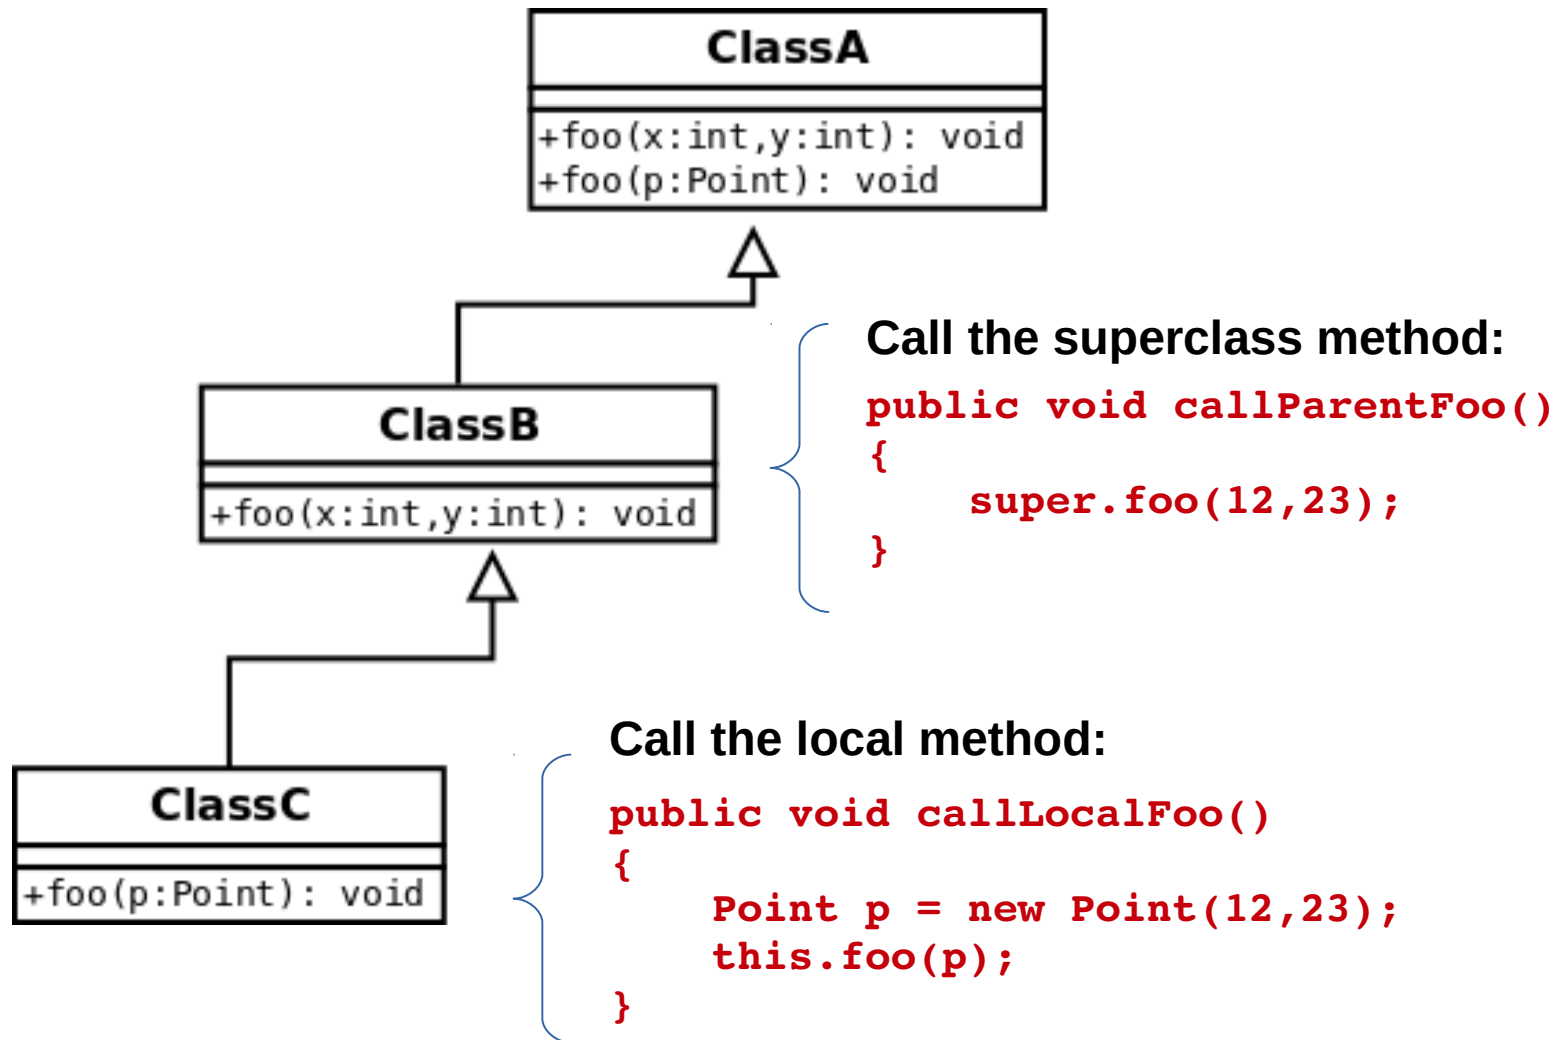 ClassA
+foo(x:int,y:int): void
+foo(p:Point): void
Call the superclass method:
public void callParentFoo()
{
    super.foo(12,23);
}
ClassB
+foo(x:int,y:int): void
Call the local method:
public void callLocalFoo()
{
    Point p = new Point(12,23);
    this.foo(p);
}
ClassC
+foo(p:Point): void